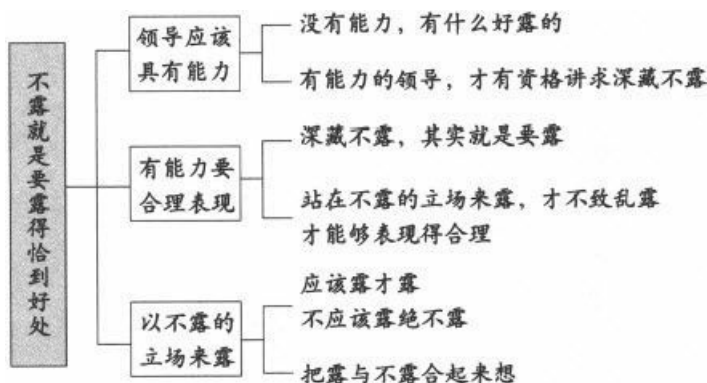 不露就是要露得恰到好处
领导应该
具有能力
没有能力，有什么好露的
有能力的领导，才有资格讲求深藏不露
有能力要
合理表现
深藏不露，其实就是要露
站在不露的立场来露，才不致乱露
才能够表现得合理
以不露的
立场来露
应该露才露
不应该露绝不露
把露与不露合起来想